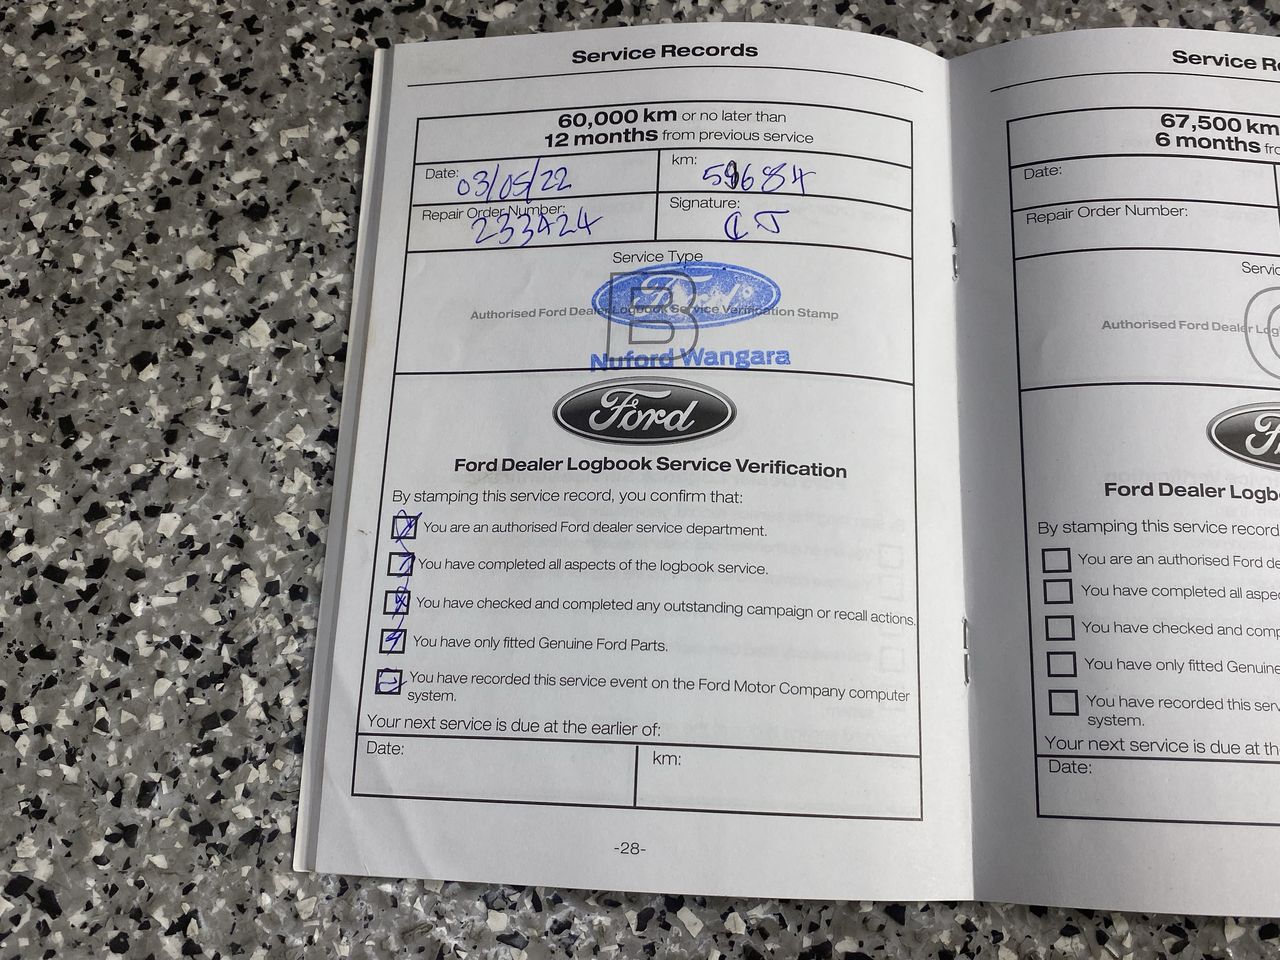 Service Records
60,000 km or no later than
12 months from previous service
Date: 03/05/22
km: 59684
Repair Order Number: 233424
Signature: CJ
Service Type
B
Ford
Authorised Ford Dealer Logbook Service Verification Stamp
Nuford Wangara
Ford
Ford Dealer Logbook Service Verification
By stamping this service record, you confirm that:
You are an authorised Ford dealer service department.
You have completed all aspects of the logbook service.
You have checked and completed any outstanding campaign or recall actions.
You have only fitted Genuine Ford Parts.
You have recorded this service event on the Ford Motor Company computer
system.
Your next service is due at the earlier of:
Date:
km:
-28-
Service Re
67,500 km
6 months fro
Date:
Repair Order Number:
Servic
Authorised Ford Dealer Log
Ford Dealer Logb
By stamping this service record
You are an authorised Ford de
You have completed all aspec
You have checked and comp
You have only fitted Genuine
You have recorded this serv
system.
Your next service is due at th
Date: